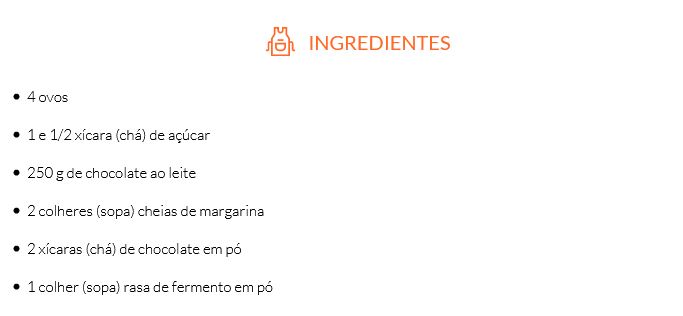 INGREDIENTES
4 ovos
1 e 1/2 xícara (chá) de açúcar
250 g de chocolate ao leite
2 colheres (sopa) cheias de margarina
2 xícaras (chá) de chocolate em pó
1 colher (sopa) rasa de fermento em pó